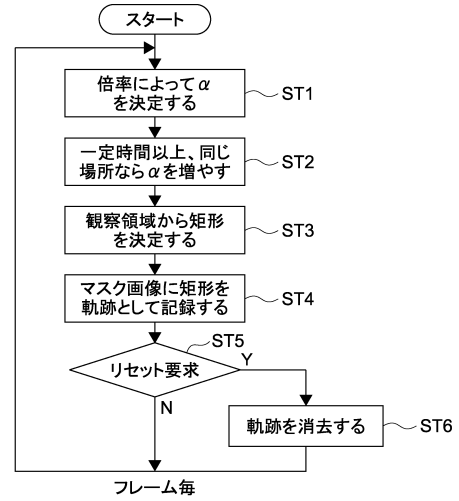 スタート
倍率によってα
を決定する
ST1
一定時間以上、同じ
場所ならαを増やす
ST2
観察領域から矩形
を決定する
ST3
マスク画像に矩形を
軌跡として記録する
ST4
ST5
リセット要求
Y
N
軌跡を消去する
ST6
フレーム毎